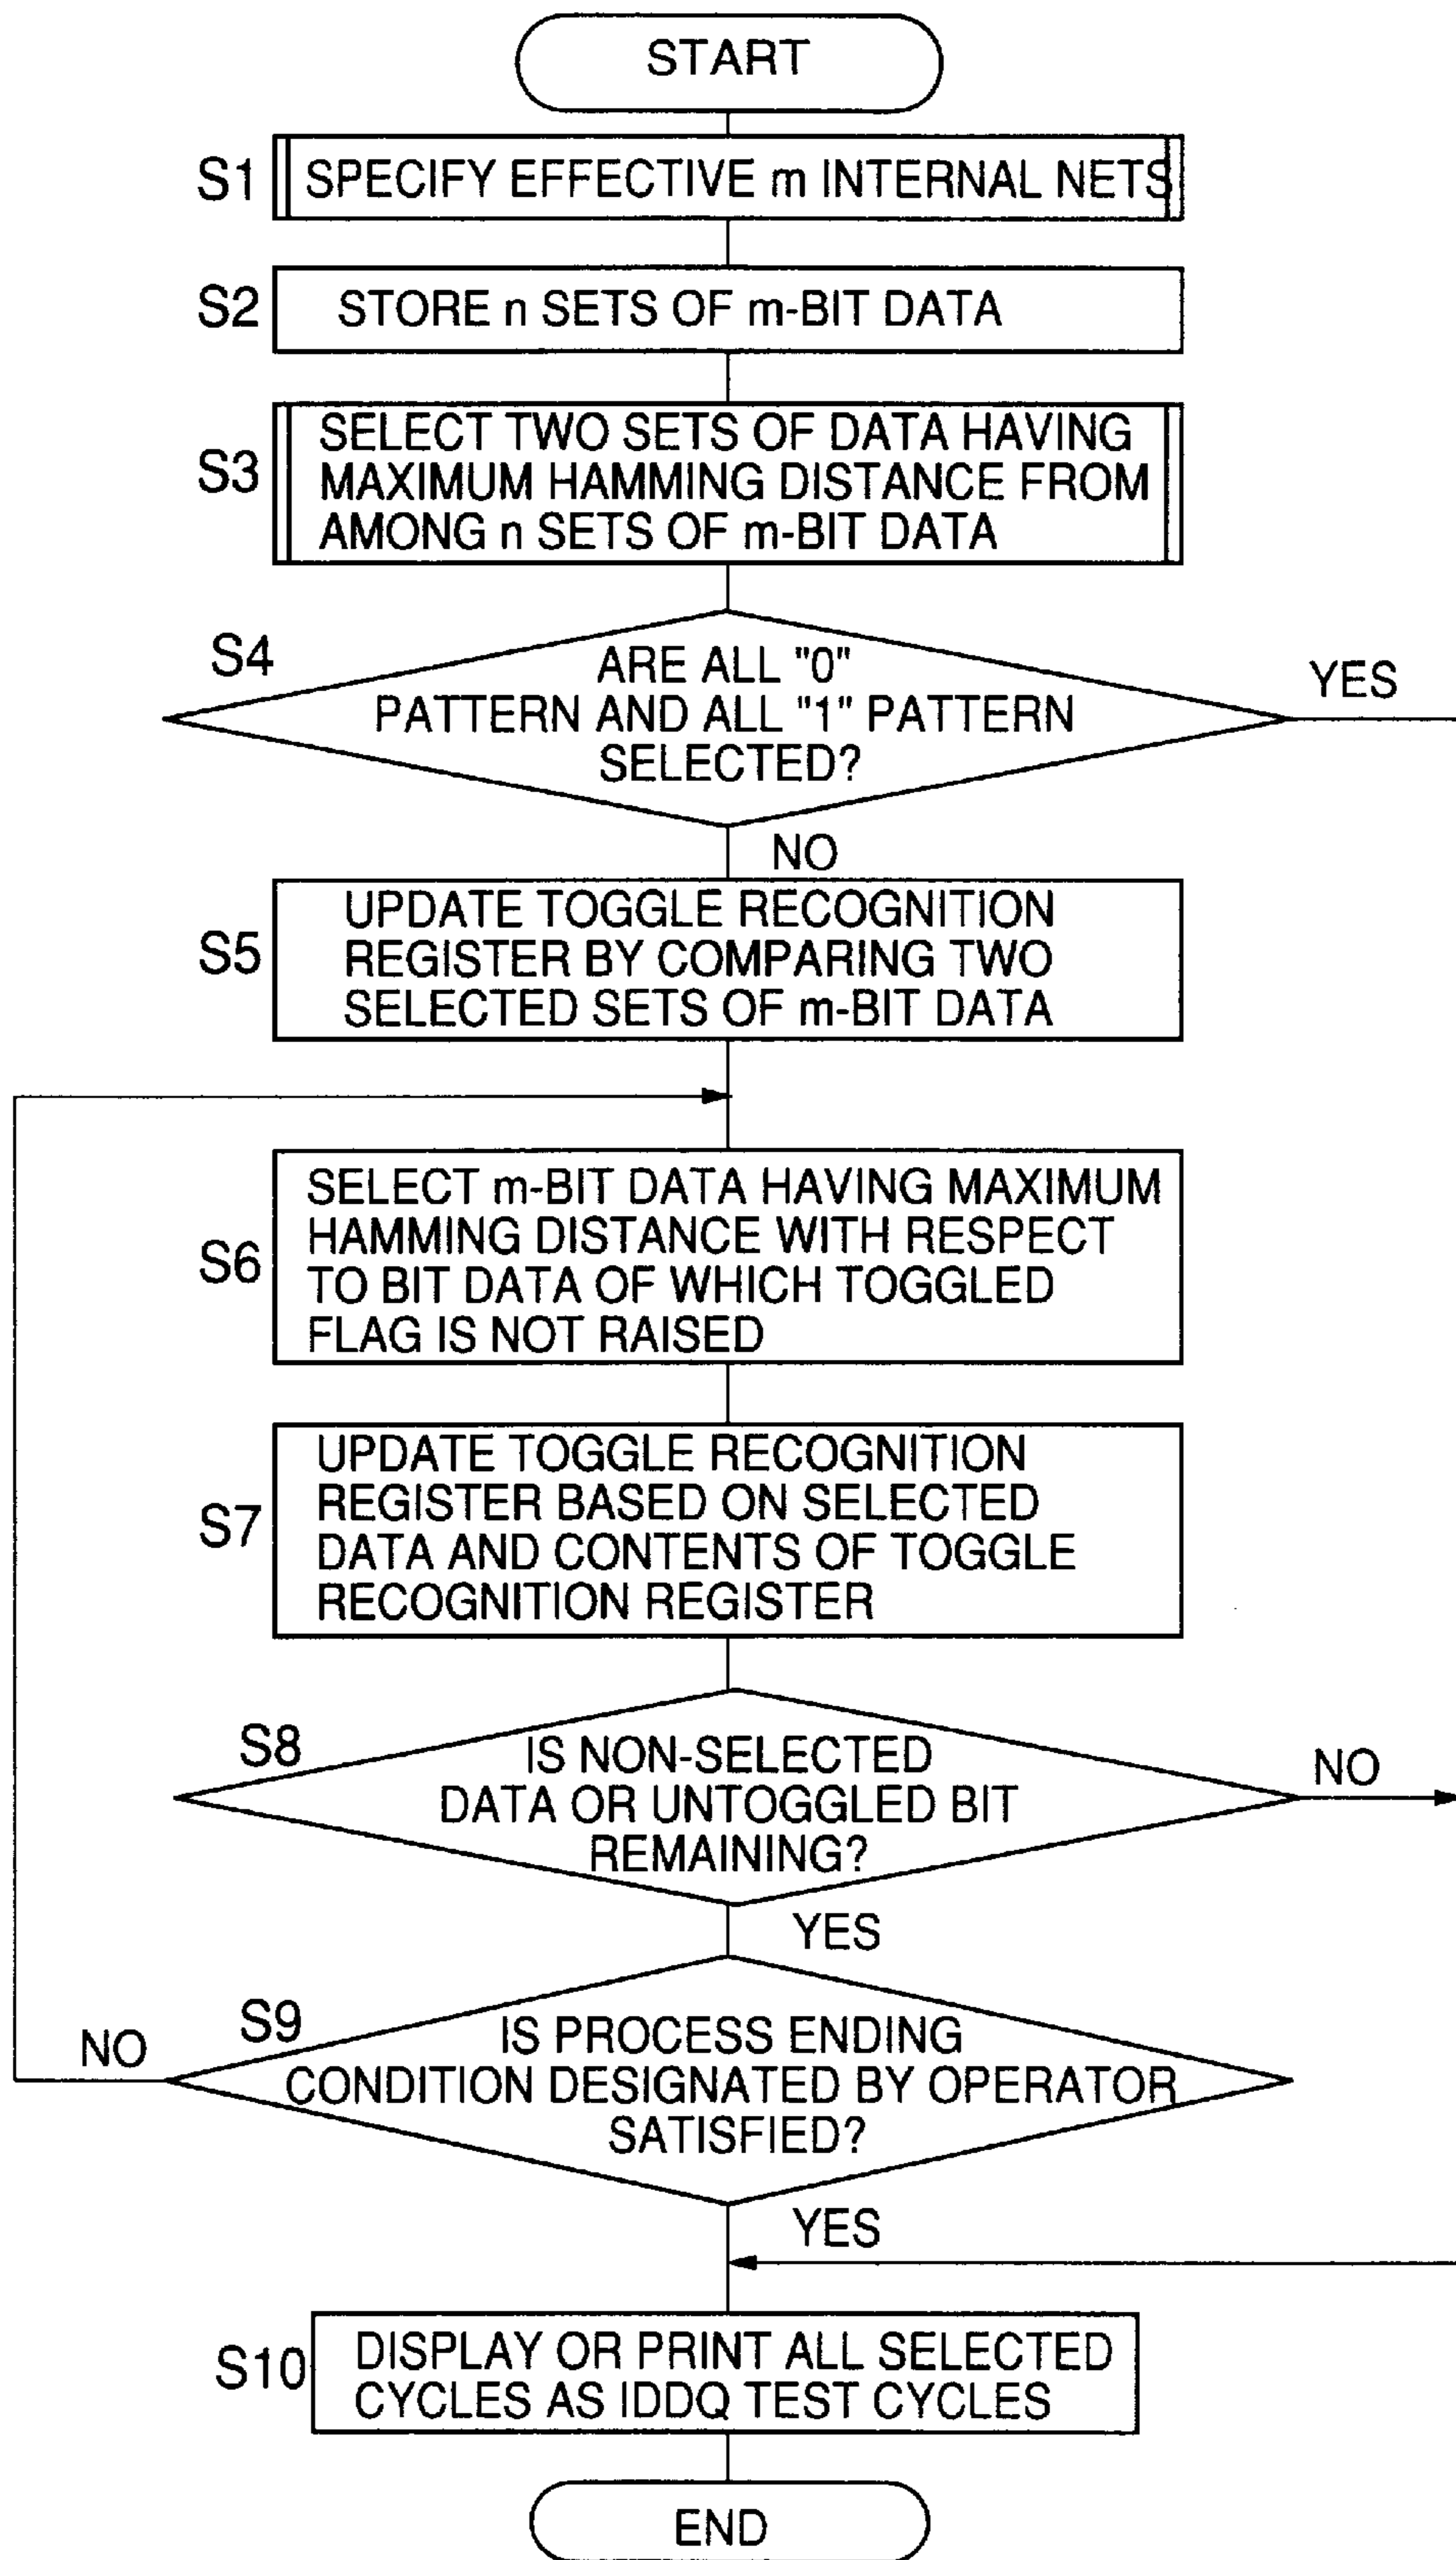 START
S1
SPECIFY EFFECTIVE m INTERNAL NETS
S2
STORE n SETS OF m-BIT DATA
S3
SELECT TWO SETS OF DATA HAVING
MAXIMUM HAMMING DISTANCE FROM
AMONG n SETS OF m-BIT DATA
S4
ARE ALL "0"
PATTERN AND ALL "1" PATTERN
SELECTED?
YES
NO
S5
UPDATE TOGGLE RECOGNITION
REGISTER BY COMPARING TWO
SELECTED SETS OF m-BIT DATA
S6
SELECT m-BIT DATA HAVING MAXIMUM
HAMMING DISTANCE WITH RESPECT
TO BIT DATA OF WHICH TOGGLED
FLAG IS NOT RAISED
S7
UPDATE TOGGLE RECOGNITION
REGISTER BASED ON SELECTED
DATA AND CONTENTS OF TOGGLE
RECOGNITION REGISTER
S8
IS NON-SELECTED
DATA OR UNTOGGLED BIT
REMAINING?
NO
YES
S9
NO
IS PROCESS ENDING
CONDITION DESIGNATED BY OPERATOR
SATISFIED?
YES
S10
DISPLAY OR PRINT ALL SELECTED
CYCLES AS IDDQ TEST CYCLES
END